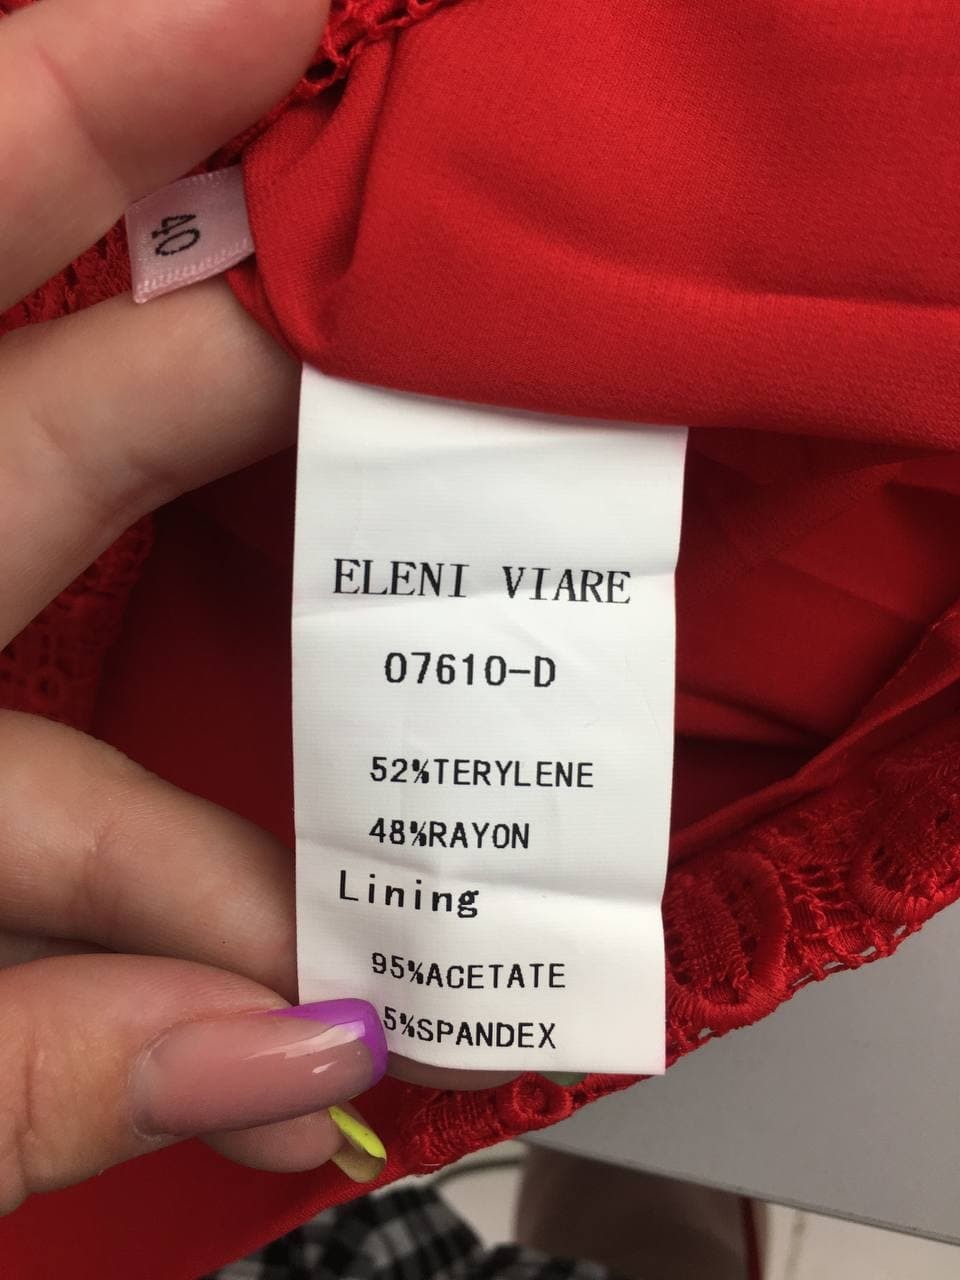 40
ELENI VIARE
07610-D
52%TERYLENE
48%RAYON
Lining
95%ACETATE
5%SPANDEX